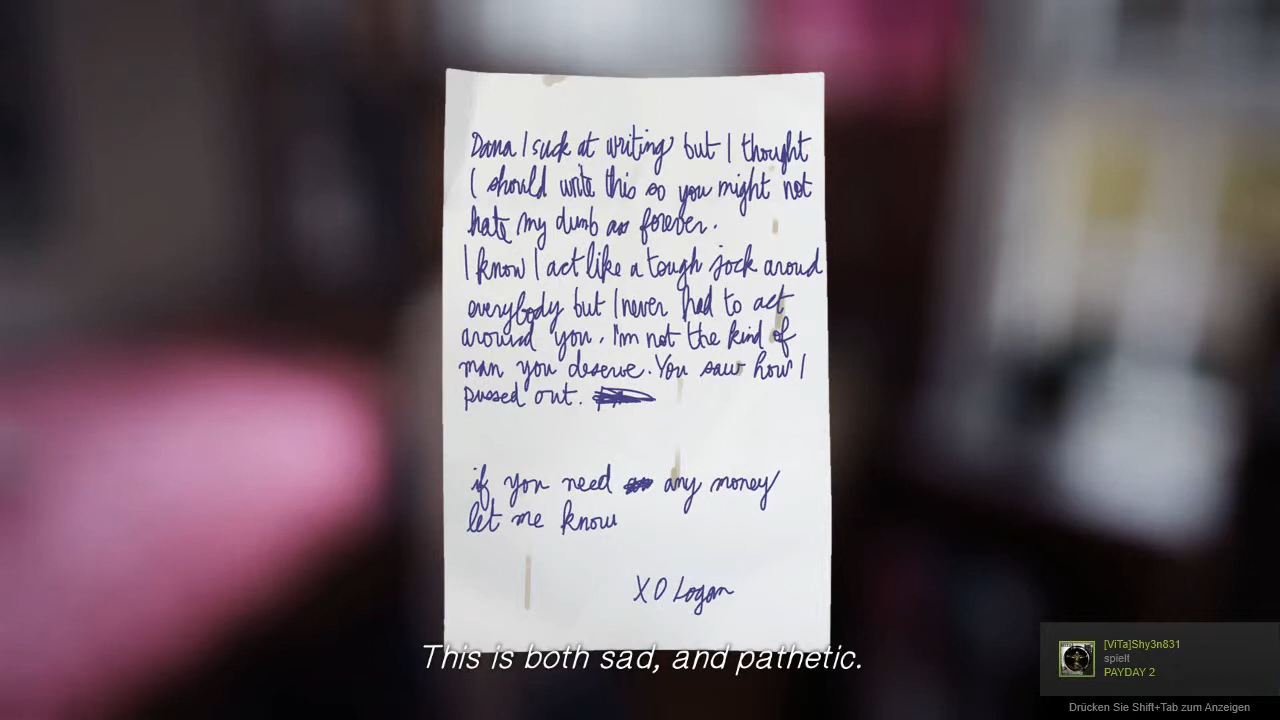 Dana I suck at writing but I thought
I should write this so you might not
hate my dumb ass forever.
I know I act like a tough jock aroud
everybody but I never had to act
around you. I'm not the kind of
man you deserve. You saw how I
pussed out.
if you need any money
let me know
XO Logan
This is both sad, and pathetic.
[ViTa]Shy3n831
spielt
PAYDAY 2
Drücken Sie Shift+Tab zum Anzeigen